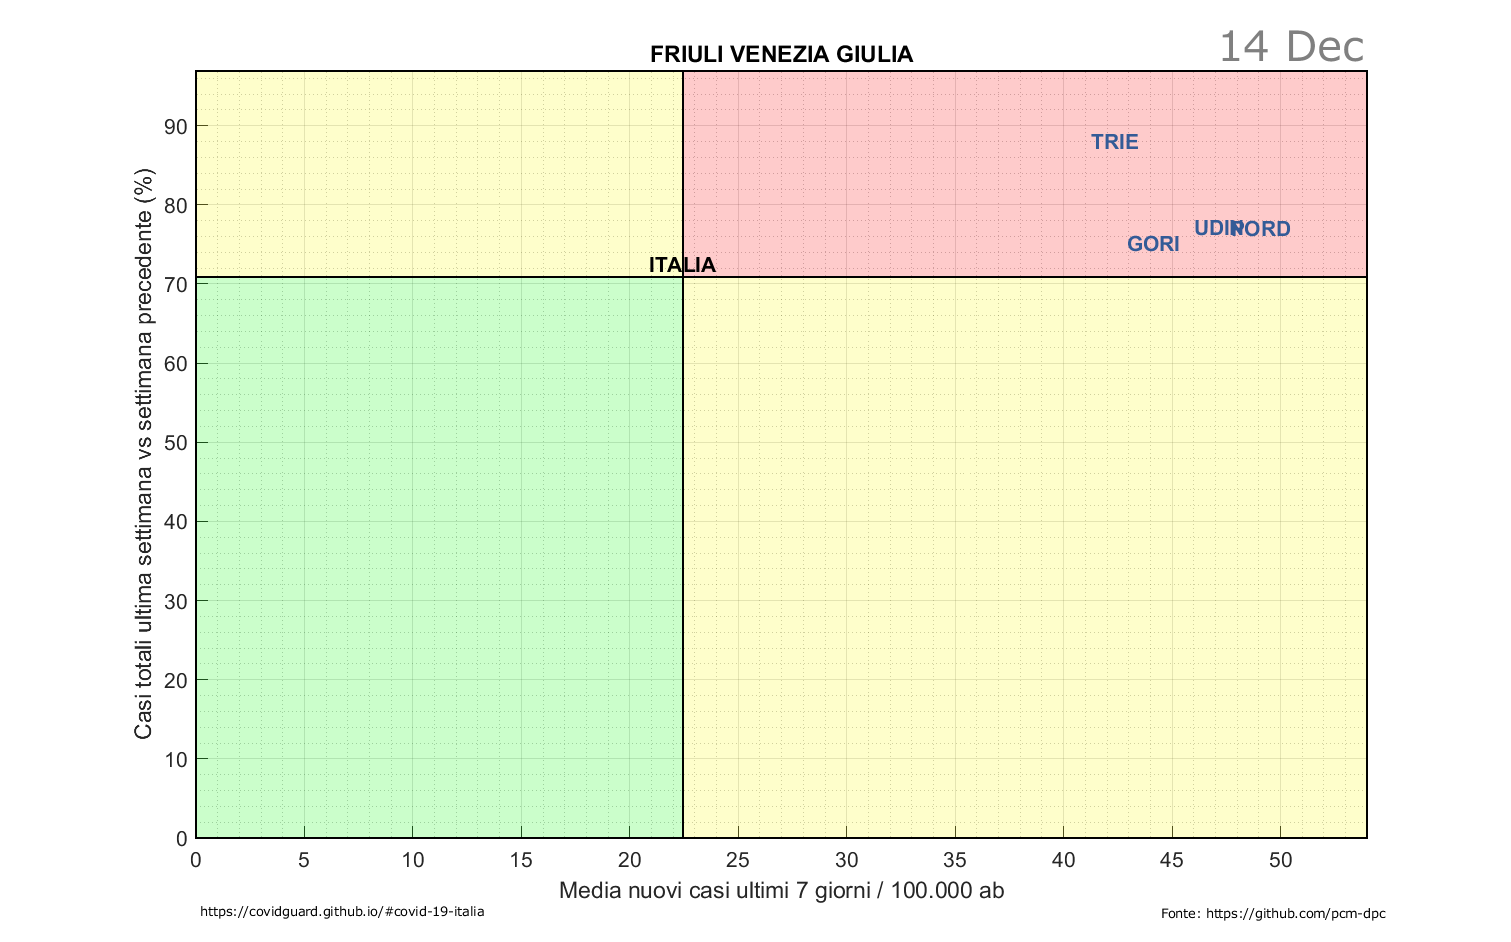 14 Dec
FRIULI VENEZIA GIULIA
Casi totali ultima settimana vs settimana precedente (%)
90
80
70
60
50
40
30
20
10
0
TRIE
UDIN
PORD
GORI
ITALIA
0 5 10 15 20 25 30 35 40 45 50
Media nuovi casi ultimi 7 giorni / 100.000 ab
https://covidguard.github.io/#covid-19-italia
Fonte: https://github.com/pcm-dpc